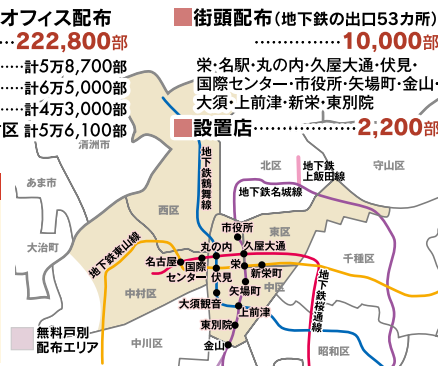 オフィス配布
222,800部
計5万8,700部
計6万5,000部
計4万3,000部
区 計5万6,100部
街頭配布（地下鉄の出口53カ所）
10,000部
栄・名駅・丸の内・久屋大通・伏見・
国際センター・市役所・矢場町・金山・
大須・上前津・新栄・東別院
設置店 2,200部
清洲市
あま市
大治町
西区
北区
守山区
東区
千種区
中村区
中区
中川区
昭和区
地下鉄鶴舞線
地下鉄上飯田線
地下鉄名城線
地下鉄東山線
地下鉄桜通線
市役所
丸の内
久屋大通
名古屋
国際
センター
伏見
栄
新栄町
矢場町
大須観音
上前津
東別院
金山
無料戸別
配布エリア